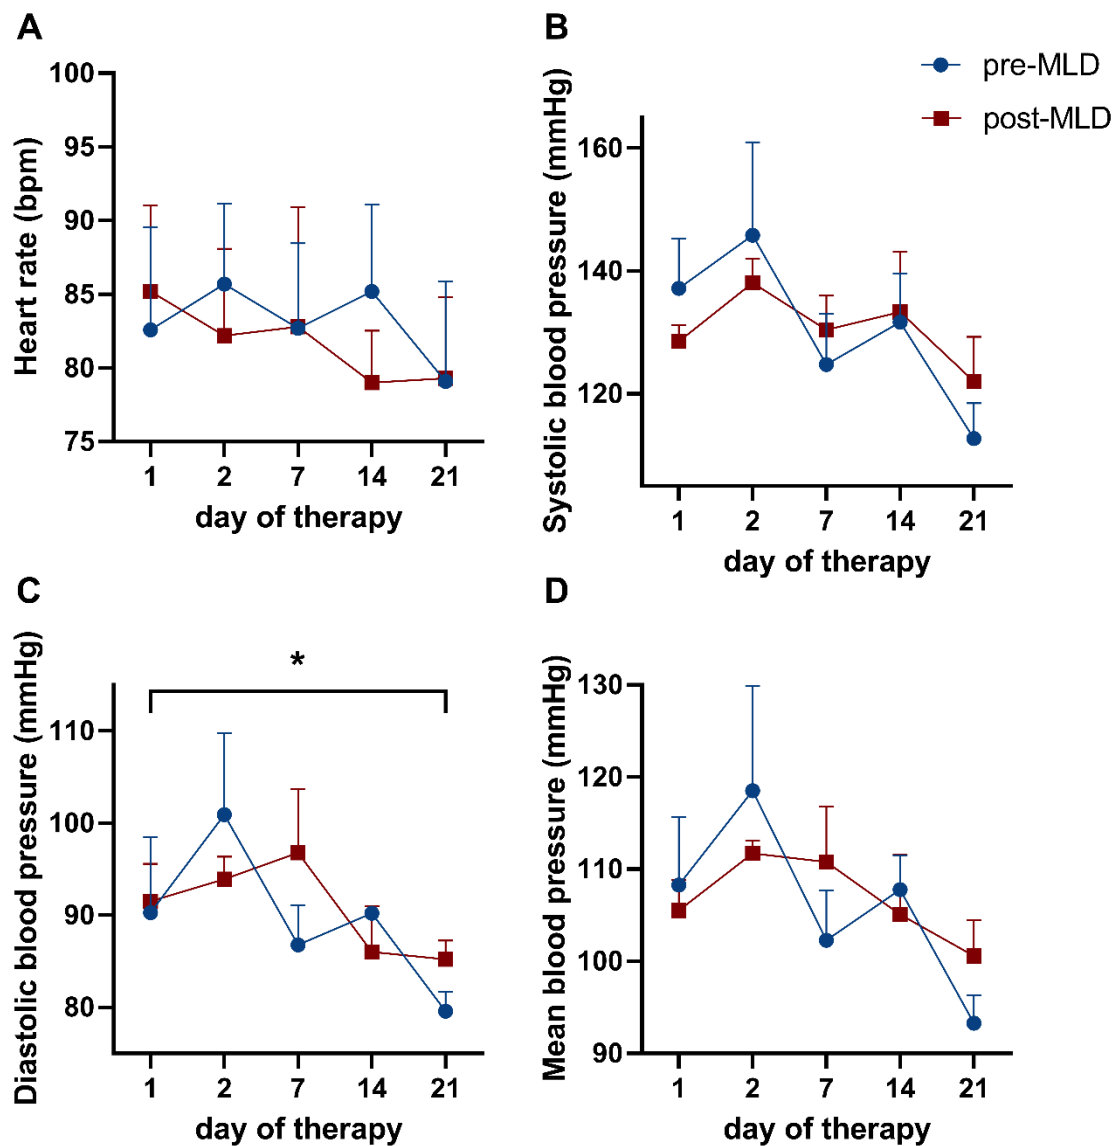 A
Heart rate (bpm)
100
95
90
85
80
75
1 2 7 14 21
day of therapy
B
pre-MLD
post-MLD
Systolic blood pressure (mmHg)
160
140
120
1 2 7 14 21
day of therapy
C
Diastolic blood pressure (mmHg)
*
110
100
90
80
1 2 7 14 21
day of therapy
D
Mean blood pressure (mmHg)
130
120
110
100
90
1 2 7 14 21
day of therapy